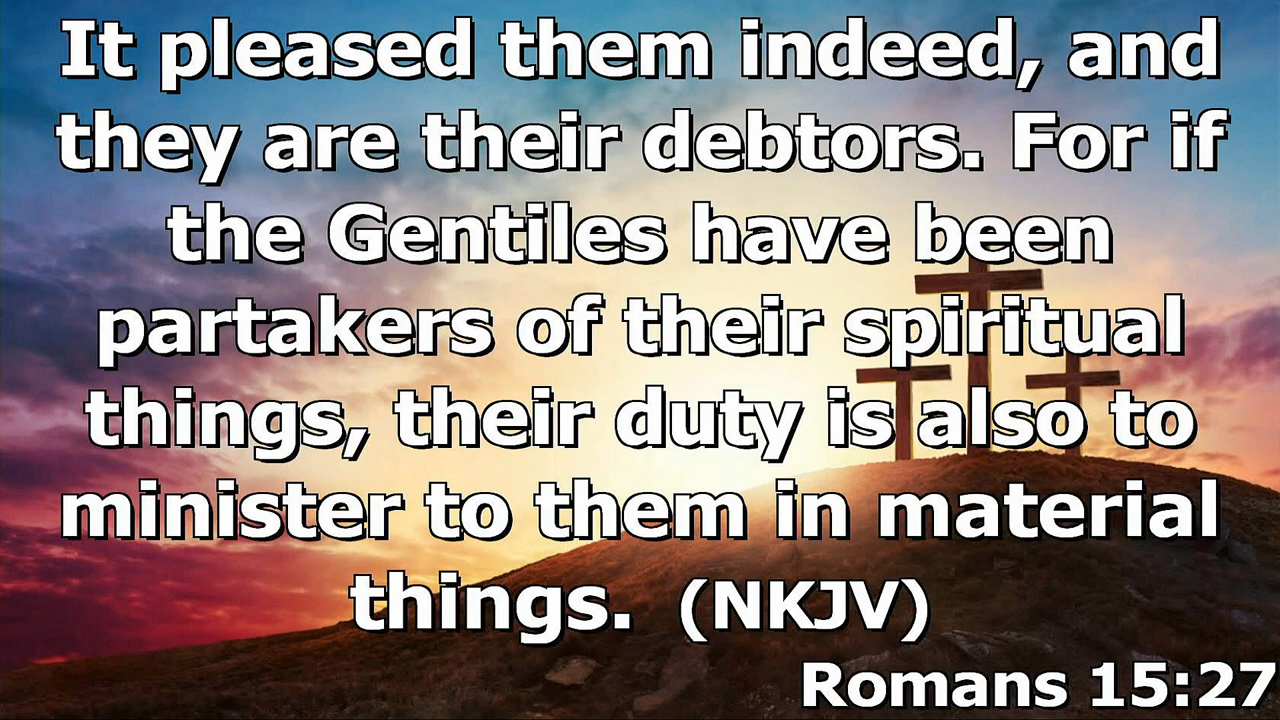 It pleased them indeed, and
they are their debtors. For if
the Gentiles have been
partakers of their spiritual
things, their duty is also to
minister to them in material
things.  (NKJV)
Romans 15:27